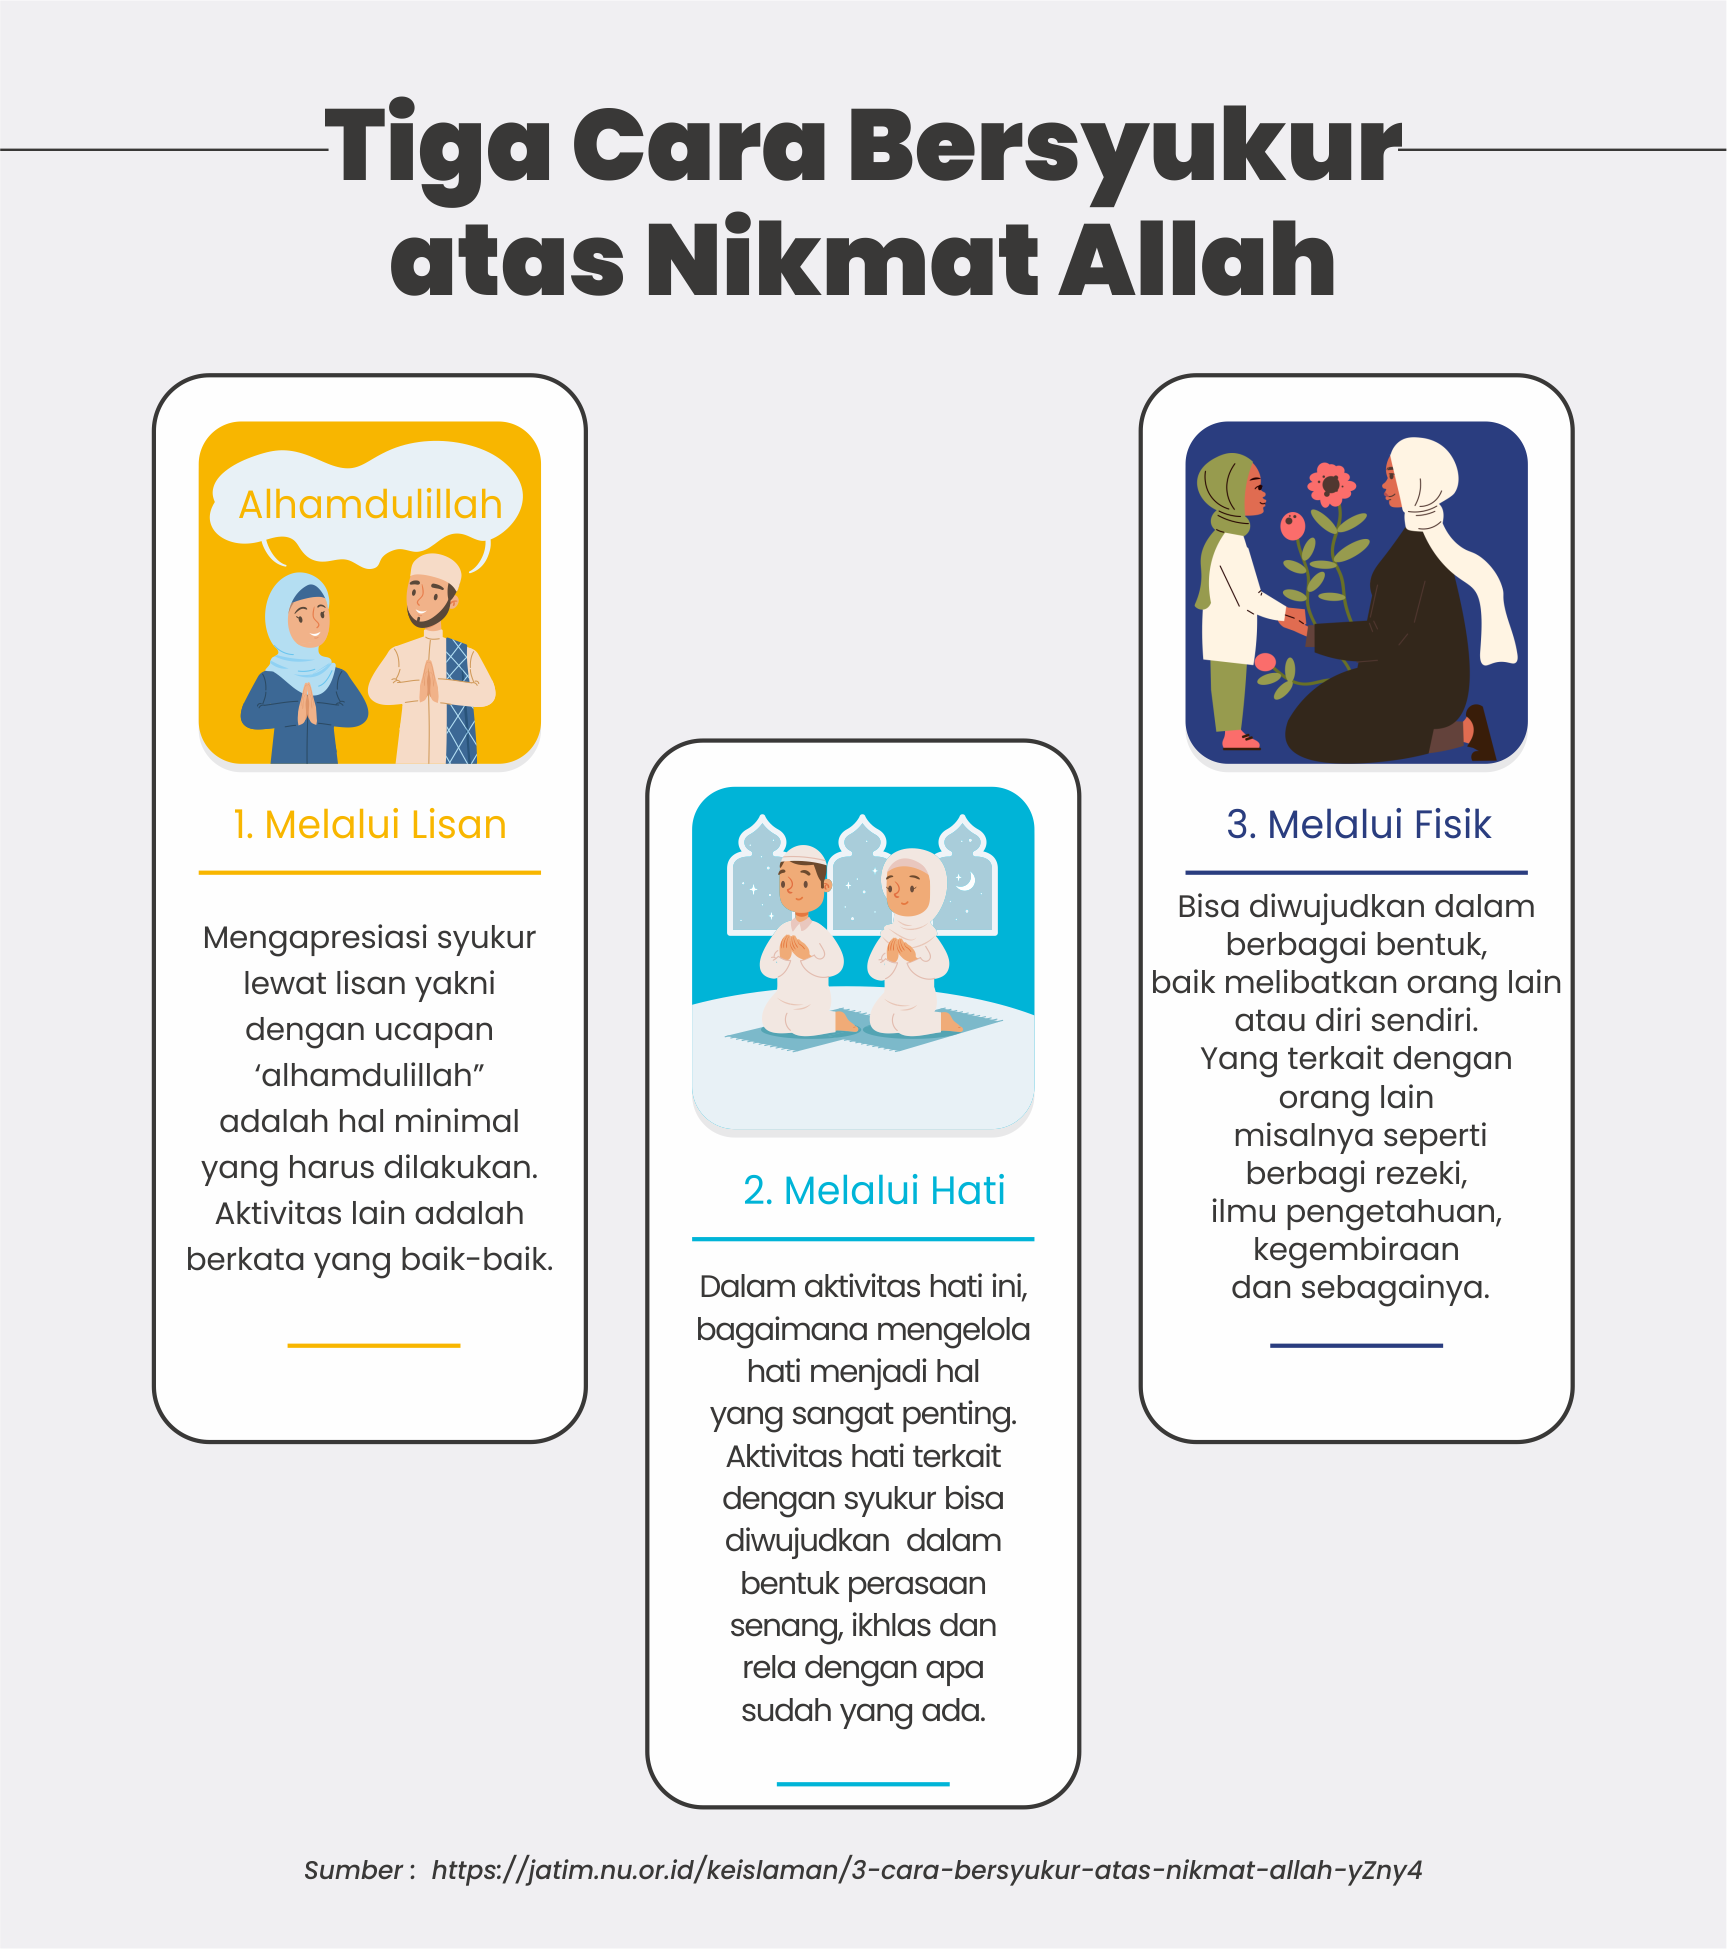 Tiga Cara Bersyukur
atas Nikmat Allah
Alhamdulillah
1. Melalui Lisan
Mengapresiasi syukur
lewat lisan yakni
dengan ucapan
‘alhamdulillah”
adalah hal minimal
yang harus dilakukan.
Aktivitas lain adalah
berkata yang baik-baik.
2. Melalui Hati
Dalam aktivitas hati ini,
bagaimana mengelola
hati menjadi hal
yang sangat penting.
Aktivitas hati terkait
dengan syukur bisa
diwujudkan  dalam
bentuk perasaan
senang, ikhlas dan
rela dengan apa
sudah yang ada.
3. Melalui Fisik
Bisa diwujudkan dalam
berbagai bentuk,
baik melibatkan orang lain
atau diri sendiri.
Yang terkait dengan
orang lain
misalnya seperti
berbagi rezeki,
ilmu pengetahuan,
kegembiraan
dan sebagainya.
Sumber :  https://jatim.nu.or.id/keislaman/3-cara-bersyukur-atas-nikmat-allah-yZny4